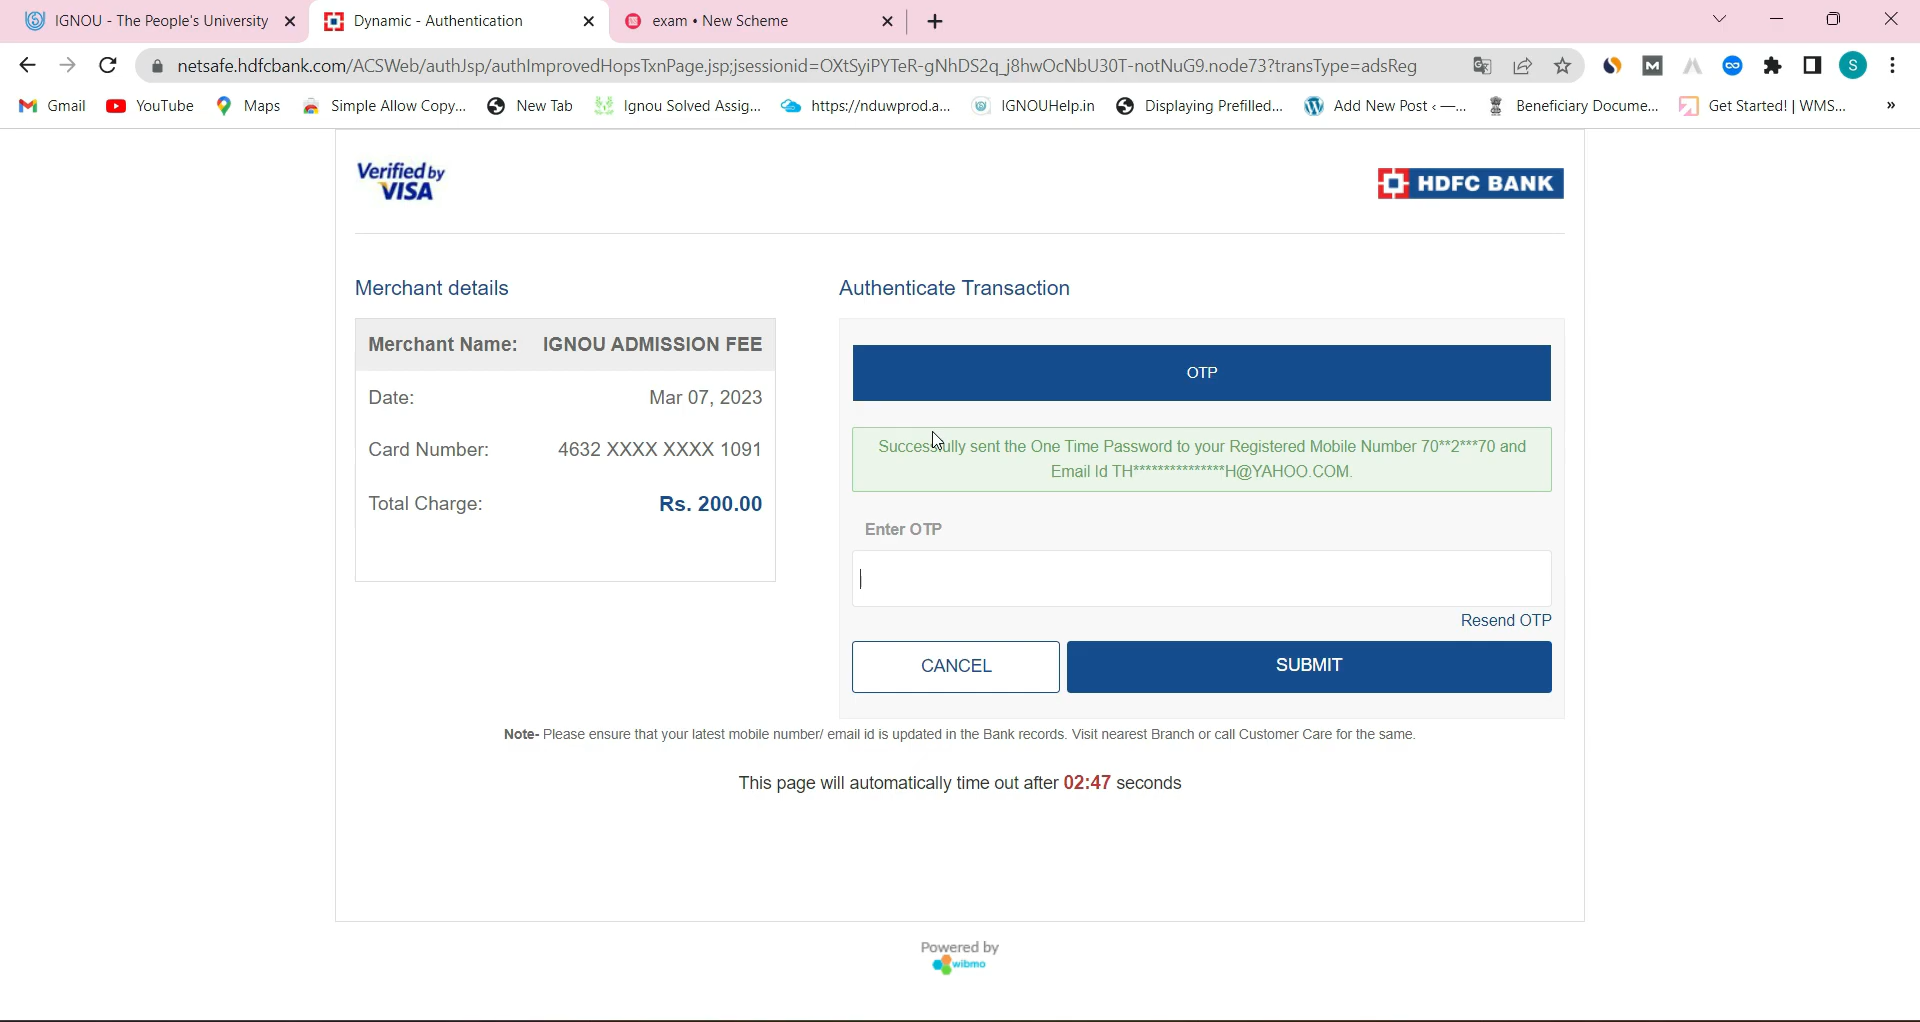 IGNOU - The People's University
Dynamic - Authentication
exam • New Scheme
netsafe.hdfcbank.com/ACSWeb/authJsp/authImprovedHopsTxnPage.jsp;jsessionid=OXtSyiPYTeR-gNhDS2q_j8hwOcNbU30T-notNuG9.node73?transType=adsReg
M
S
Gmail
YouTube
Maps
Simple Allow Copy...
New Tab
Ignou Solved Assig...
https://nduwprod.a...
IGNOUHelp.in
Displaying Prefilled...
Add New Post ‹ —...
Beneficiary Docume...
Get Started! | WMS...
»
Verified by
VISA
HDFC BANK
Merchant details
Authenticate Transaction
Merchant Name: IGNOU ADMISSION FEE
Date: Mar 07, 2023
Card Number: 4632 XXXX XXXX 1091
Total Charge: Rs. 200.00
OTP
Successfully sent the One Time Password to your Registered Mobile Number 70**2***70 and
Email Id TH***************H@YAHOO.COM.
Enter OTP
Resend OTP
CANCEL
SUBMIT
Note- Please ensure that your latest mobile number/ email id is updated in the Bank records. Visit nearest Branch or call Customer Care for the same.
This page will automatically time out after 02:47 seconds
Powered by
wibmo